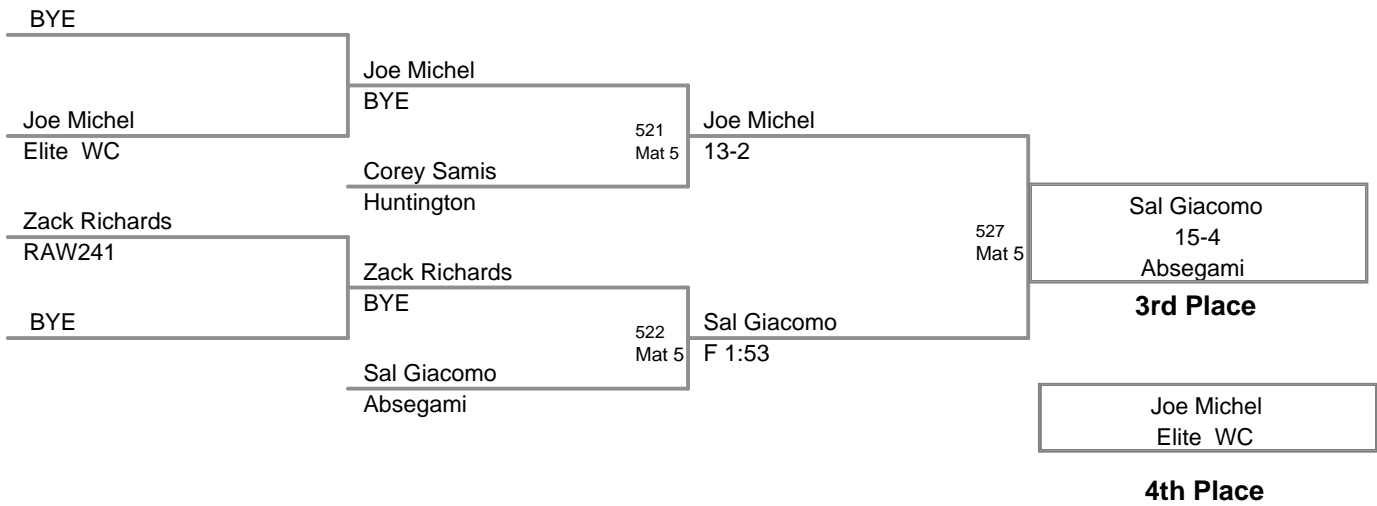 BYE
Joe Michel
Elite WC
Zack Richards
RAW241
BYE
Joe Michel
BYE
Corey Samis
Huntington
Zack Richards
BYE
Sal Giacomo
Absegami
521
Mat 5
522
Mat 5
Joe Michel
13-2
Sal Giacomo
F 1:53
527
Mat 5
Sal Giacomo
15-4
Absegami
3rd Place
Joe Michel
Elite WC
4th Place